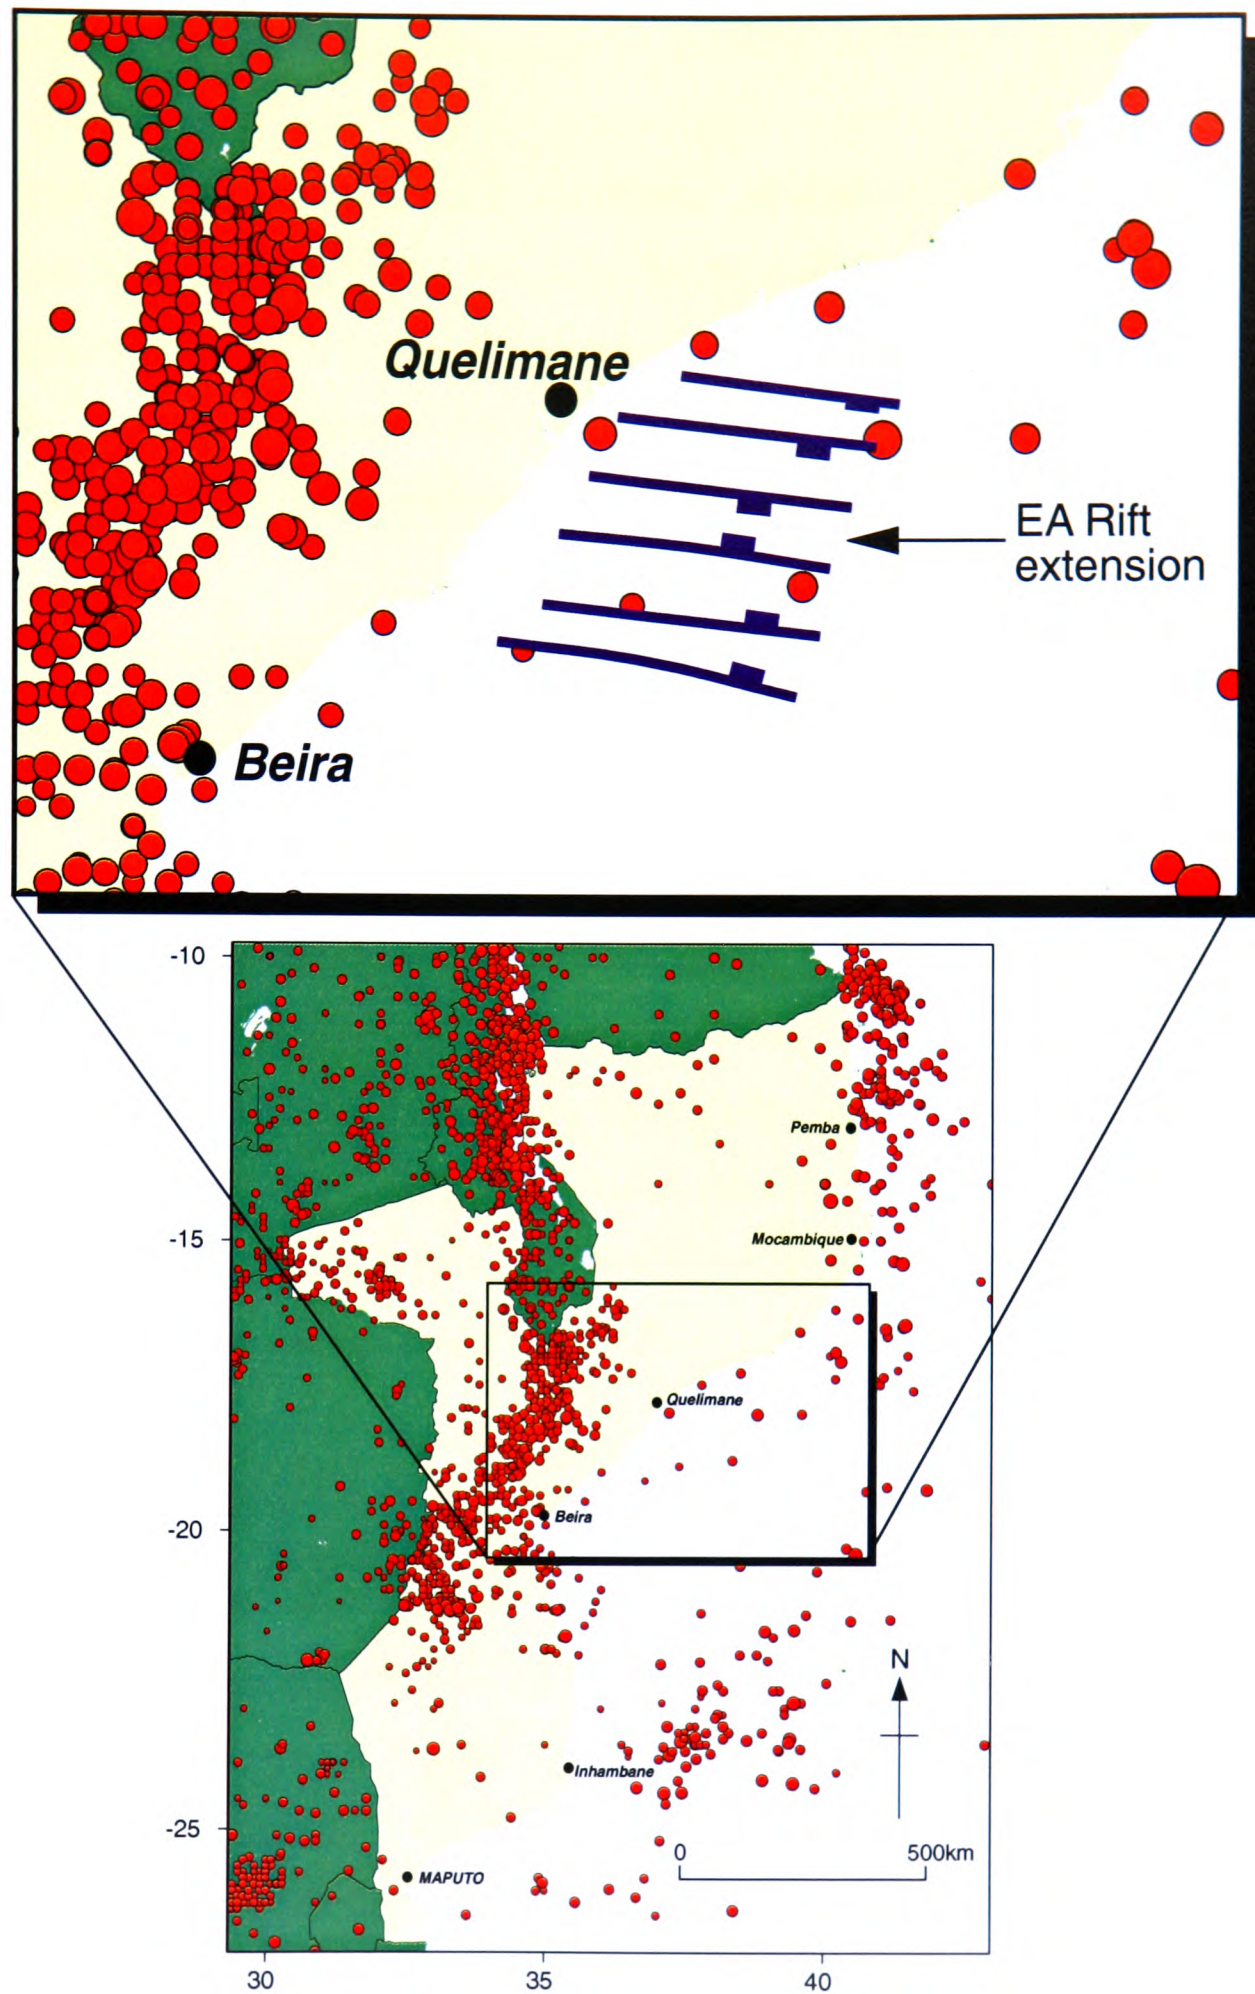 Quelimane
EA Rift
extension
Beira
-10
Pemba
-15
Mocambique
Quelimane
-20
Beira
N
Inhambane
-25
0
500km
MAPUTO
30
35
40